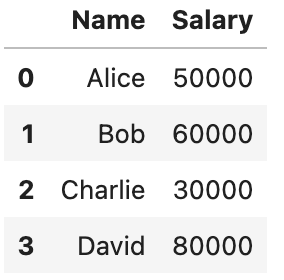 Name Salary
0 Alice 50000
1 Bob 60000
2 Charlie 30000
3 David 80000